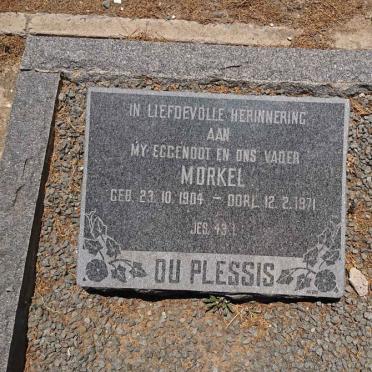 IN LIEFDEVOLLE HERINNERING
AAN
MY EGGENOOT EN ONS VADER
MORKEL
GEB. 23.10.1904 – OORL. 12.2.1971
JES. 43.1
DU PLESSIS